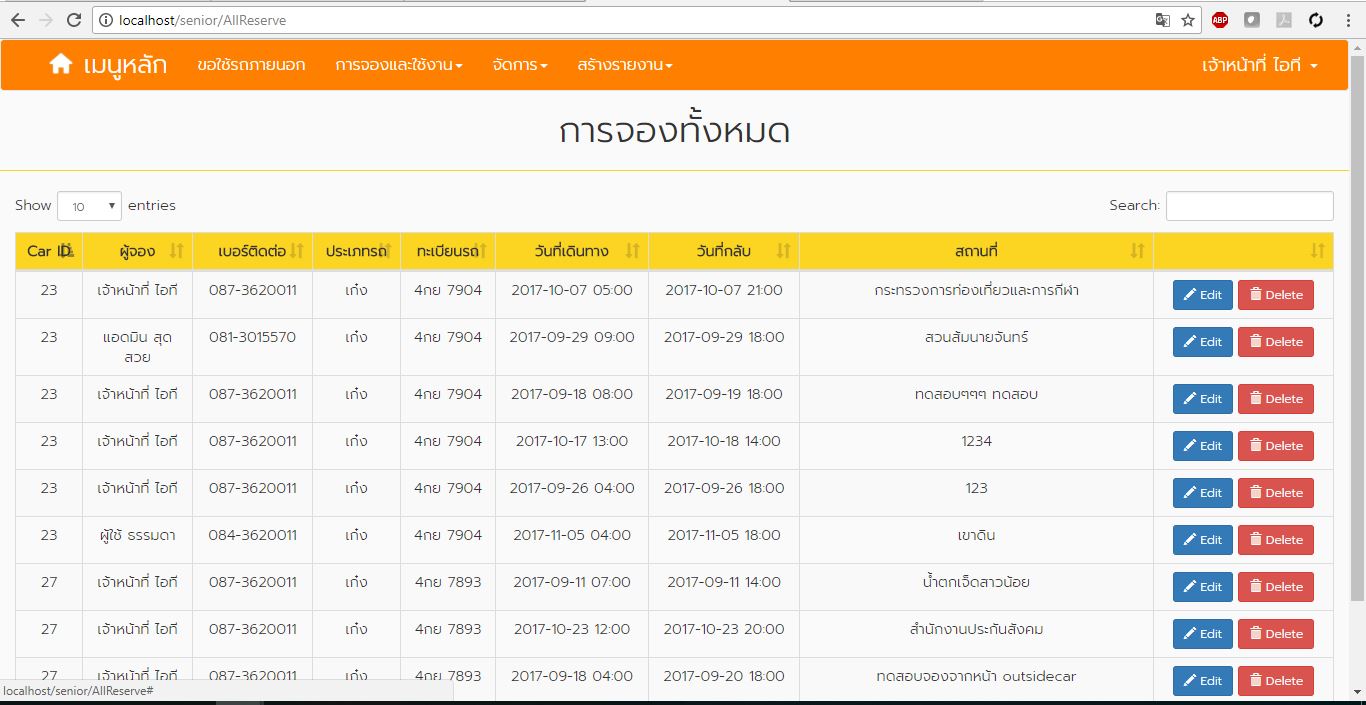 localhost/senior/AllReserve
ABP
เมนูหลัก ขอใช้รถภายนอก การจองและใช้งาน จัดการ สร้างรายงาน เจ้าหน้าที่ ไอที
การจองทั้งหมด
Show 10 entries Search:
Car ID ผู้จอง เบอร์ติดต่อ ประเภทรถ ทะเบียนรถ วันที่เดินทาง วันที่กลับ สถานที่
23 เจ้าหน้าที่ ไอที 087-3620011 เก๋ง 4กย 7904 2017-10-07 05:00 2017-10-07 21:00 กระทรวงการท่องเที่ยวและการกีฬา Edit Delete
23 แอดมิน สุด 081-3015570 เก๋ง 4กย 7904 2017-09-29 09:00 2017-09-29 18:00 สวนส้มนายจันทร์ Edit Delete
สวย
23 เจ้าหน้าที่ ไอที 087-3620011 เก๋ง 4กย 7904 2017-09-18 08:00 2017-09-19 18:00 ทดสอบๆๆๆ ทดสอบ Edit Delete
23 เจ้าหน้าที่ ไอที 087-3620011 เก๋ง 4กย 7904 2017-10-17 13:00 2017-10-18 14:00 1234 Edit Delete
23 เจ้าหน้าที่ ไอที 087-3620011 เก๋ง 4กย 7904 2017-09-26 04:00 2017-09-26 18:00 123 Edit Delete
23 ผู้ใช้ ธรรมดา 084-3620011 เก๋ง 4กย 7904 2017-11-05 04:00 2017-11-05 18:00 เขาดิน Edit Delete
27 เจ้าหน้าที่ ไอที 087-3620011 เก๋ง 4กย 7893 2017-09-11 07:00 2017-09-11 14:00 น้ำตกเจ็ดสาวน้อย Edit Delete
27 เจ้าหน้าที่ ไอที 087-3620011 เก๋ง 4กย 7893 2017-10-23 12:00 2017-10-23 20:00 สำนักงานประกันสังคม Edit Delete
27 เจ้าหน้าที่ ไอที 087-3620011 เก๋ง 4กย 7893 2017-09-18 04:00 2017-09-20 18:00 ทดสอบจองจากหน้า outsidecar Edit Delete
localhost/senior/AllReserve#